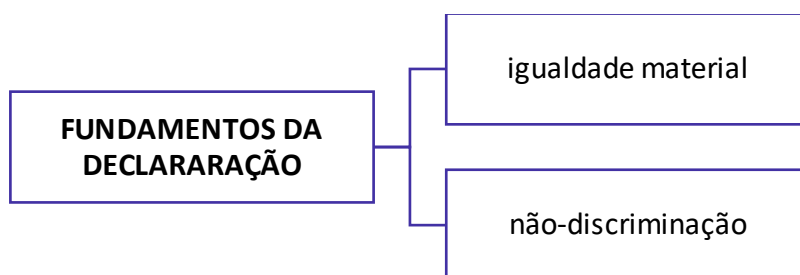 igualdade material
FUNDAMENTOS DA
DECLARARAÇÃO
não-discriminação